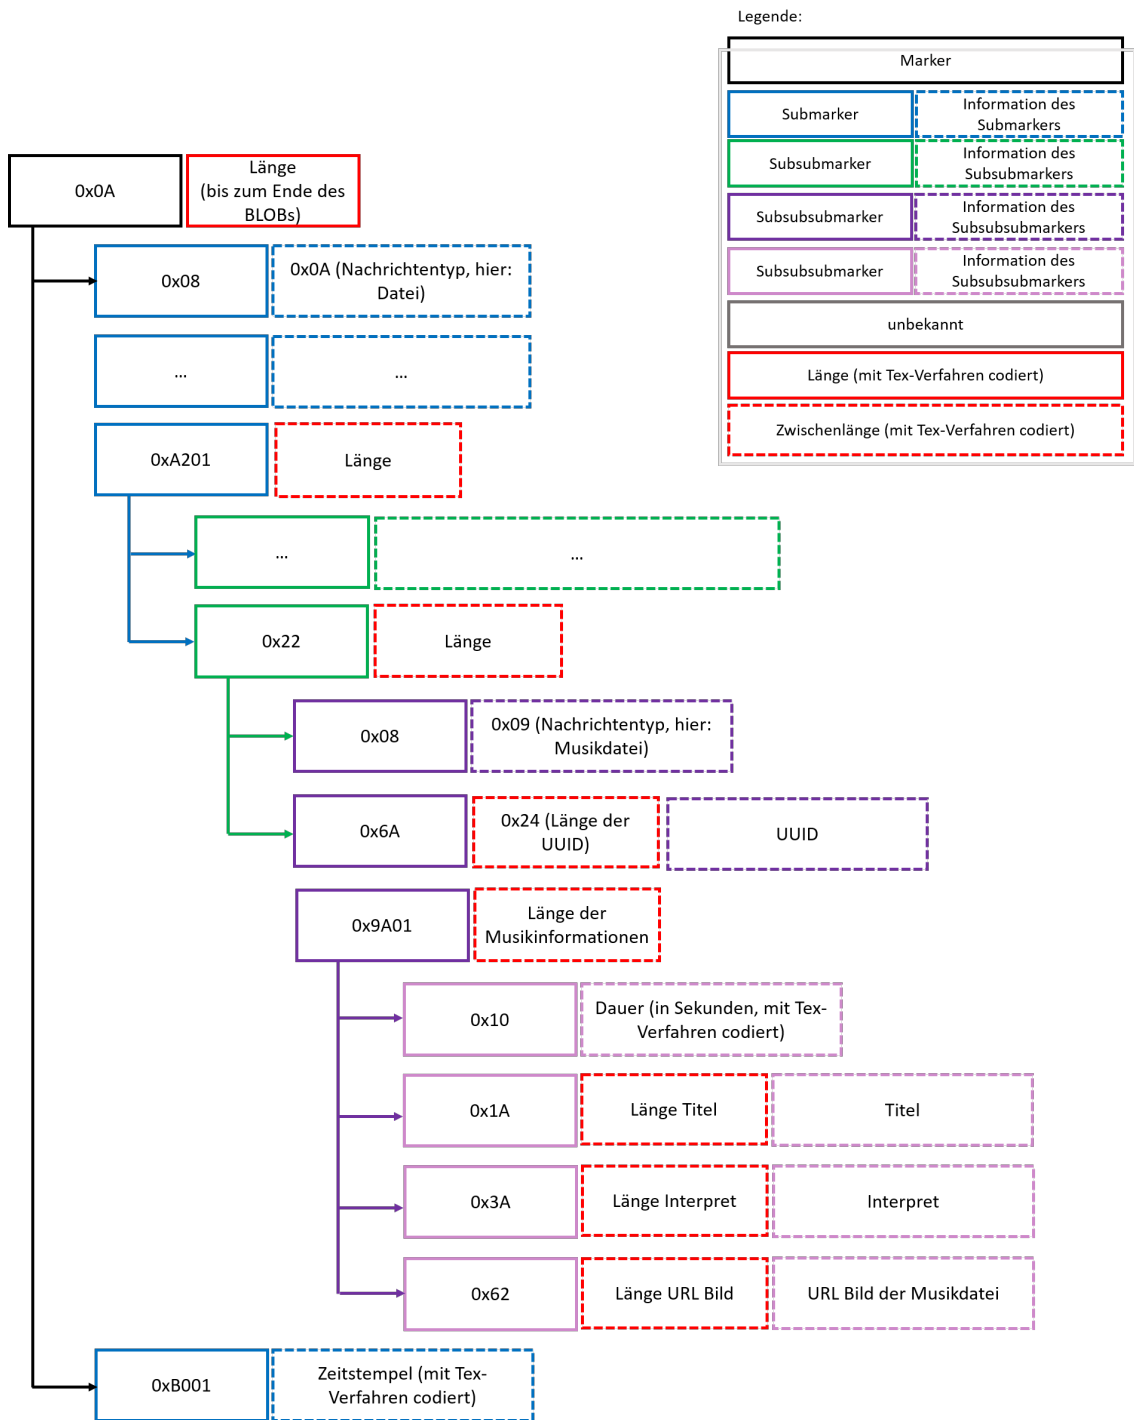 Legende:
Marker
Submarker
Information des
Submarkers
Subsubmarker
Information des
Subsubmarkers
Subsubsubmarker
Information des
Subsubsubmarkers
Subsubsubmarker
Information des
Subsubsubmarkers
unbekannt
Länge (mit Tex-Verfahren codiert)
Zwischenlänge (mit Tex-Verfahren codiert)
0x0A
Länge
(bis zum Ende des
BLOBs)
0x08
0x0A (Nachrichtentyp, hier:
Datei)
...
...
0xA201
Länge
...
...
0x22
Länge
0x08
0x09 (Nachrichtentyp, hier:
Musikdatei)
0x6A
0x24 (Länge der
UUID)
UUID
0x9A01
Länge der
Musikinformationen
0x10
Dauer (in Sekunden, mit Tex-
Verfahren codiert)
0x1A
Länge Titel
Titel
0x3A
Länge Interpret
Interpret
0x62
Länge URL Bild
URL Bild der Musikdatei
0xB001
Zeitstempel (mit Tex-
Verfahren codiert)